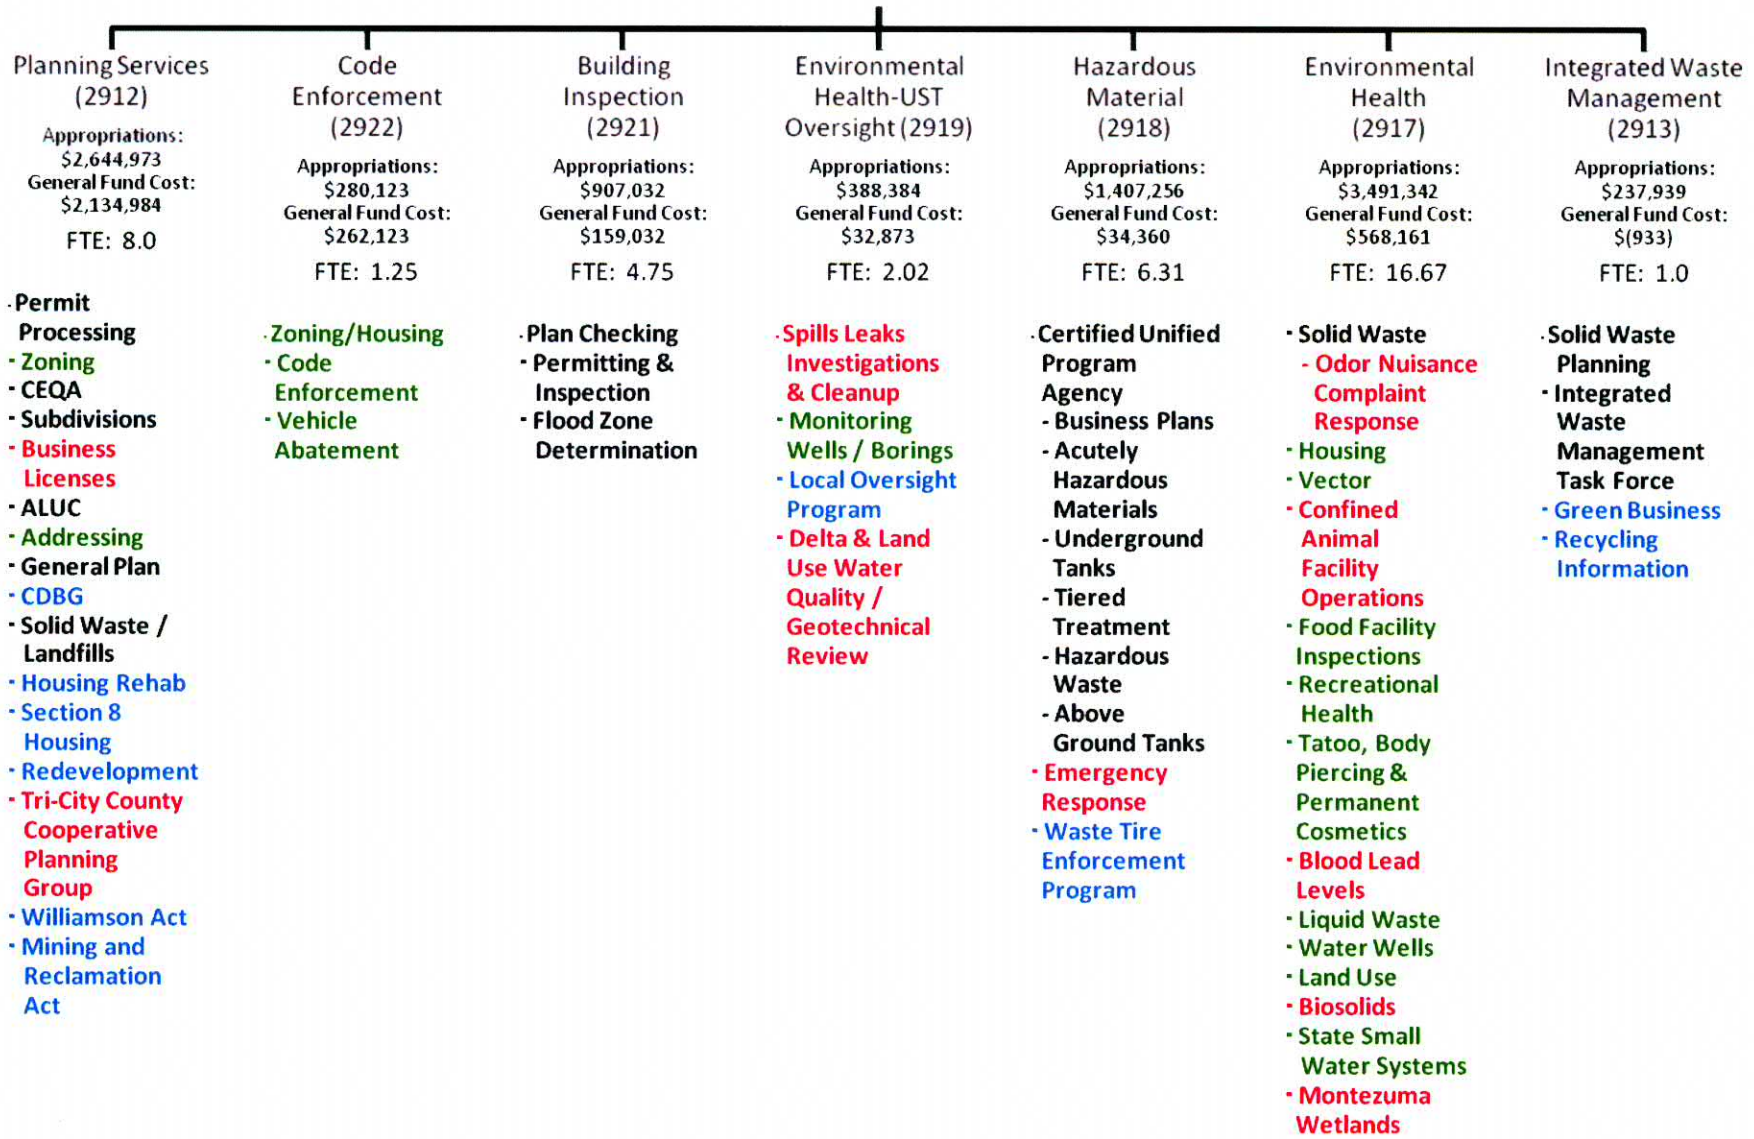 Planning Services
(2912)
Appropriations:
$2,644,973
General Fund Cost:
$2,134,984
FTE: 8.0
·Permit
Processing
- Zoning
- CEQA
- Subdivisions
- Business
Licenses
- ALUC
- Addressing
- General Plan
- CDBG
- Solid Waste /
Landfills
- Housing Rehab
- Section 8
Housing
- Redevelopment
- Tri-City County
Cooperative
Planning
Group
- Williamson Act
- Mining and
Reclamation
Act
Code
Enforcement
(2922)
Appropriations:
$280,123
General Fund Cost:
$262,123
FTE: 1.25
·Zoning/Housing
- Code
Enforcement
- Vehicle
Abatement
Building
Inspection
(2921)
Appropriations:
$907,032
General Fund Cost:
$159,032
FTE: 4.75
·Plan Checking
- Permitting &
Inspection
- Flood Zone
Determination
Environmental
Health-UST
Oversight (2919)
Appropriations:
$388,384
General Fund Cost:
$32,873
FTE: 2.02
·Spills Leaks
Investigations
& Cleanup
- Monitoring
Wells / Borings
- Local Oversight
Program
- Delta & Land
Use Water
Quality /
Geotechnical
Review
Hazardous
Material
(2918)
Appropriations:
$1,407,256
General Fund Cost:
$34,360
FTE: 6.31
·Certified Unified
Program
Agency
- Business Plans
- Acutely
Hazardous
Materials
- Underground
Tanks
- Tiered
Treatment
- Hazardous
Waste
- Above
Ground Tanks
- Emergency
Response
- Waste Tire
Enforcement
Program
Environmental
Health
(2917)
Appropriations:
$3,491,342
General Fund Cost:
$568,161
FTE: 16.67
- Solid Waste
- Odor Nuisance
Complaint
Response
- Housing
- Vector
- Confined
Animal
Facility
Operations
- Food Facility
Inspections
- Recreational
Health
- Tatoo, Body
Piercing &
Permanent
Cosmetics
- Blood Lead
Levels
- Liquid Waste
- Water Wells
- Land Use
- Biosolids
- State Small
Water Systems
- Montezuma
Wetlands
Integrated Waste
Management
(2913)
Appropriations:
$237,939
General Fund Cost:
$(933)
FTE: 1.0
·Solid Waste
Planning
- Integrated
Waste
Management
Task Force
- Green Business
- Recycling
Information